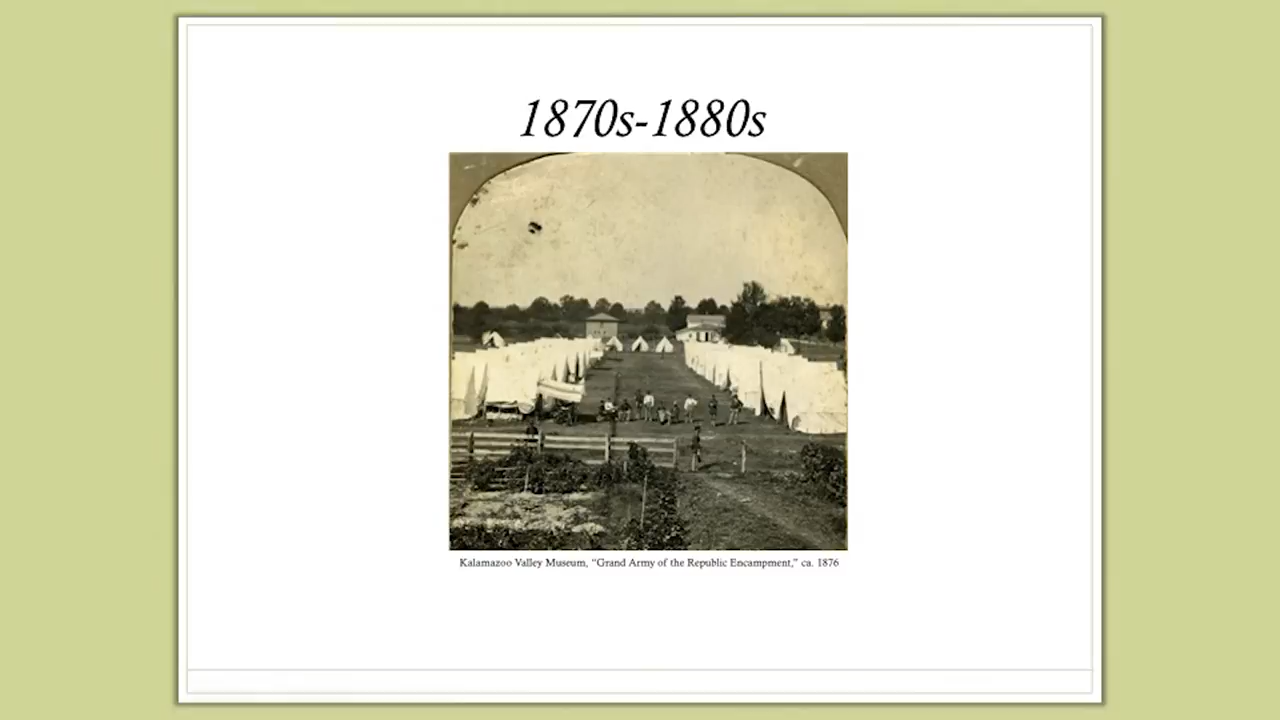 1870s-1880s
Kalamazoo Valley Museum, “Grand Army of the Republic Encampment,” ca. 1876